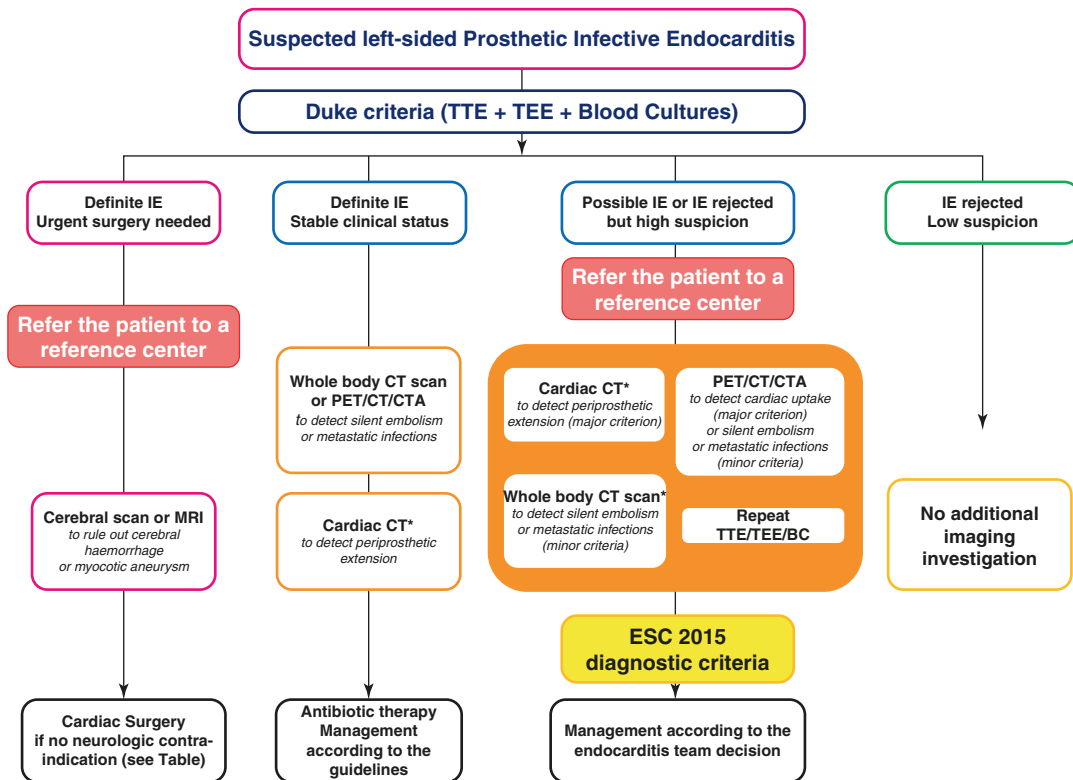 Suspected left-sided Prosthetic Infective Endocarditis
Duke criteria (TTE + TEE + Blood Cultures)
Definite IE
Urgent surgery needed
Refer the patient to a
reference center
Cerebral scan or MRI
to rule out cerebral
haemorrhage
or myocotic aneurysm
Cardiac Surgery
if no neurologic contra-
indication (see Table)
Definite IE
Stable clinical status
Whole body CT scan
or PET/CT/CTA
to detect silent embolism
or metastatic infections
Cardiac CT*
to detect periprosthetic
extension
Antibiotic therapy
Management
according to the
guidelines
Possible IE or IE rejected
but high suspicion
Refer the patient to a
reference center
Cardiac CT*
to detect periprosthetic
extension (major criterion)
PET/CT/CTA
to detect cardiac uptake
(major criterion)
or silent embolism
or metastatic infections
(minor criteria)
Whole body CT scan*
to detect silent embolism
or metastatic infections
(minor criteria)
Repeat
TTE/TEE/BC
ESC 2015
diagnostic criteria
Management according to the
endocarditis team decision
IE rejected
Low suspicion
No additional
imaging
investigation